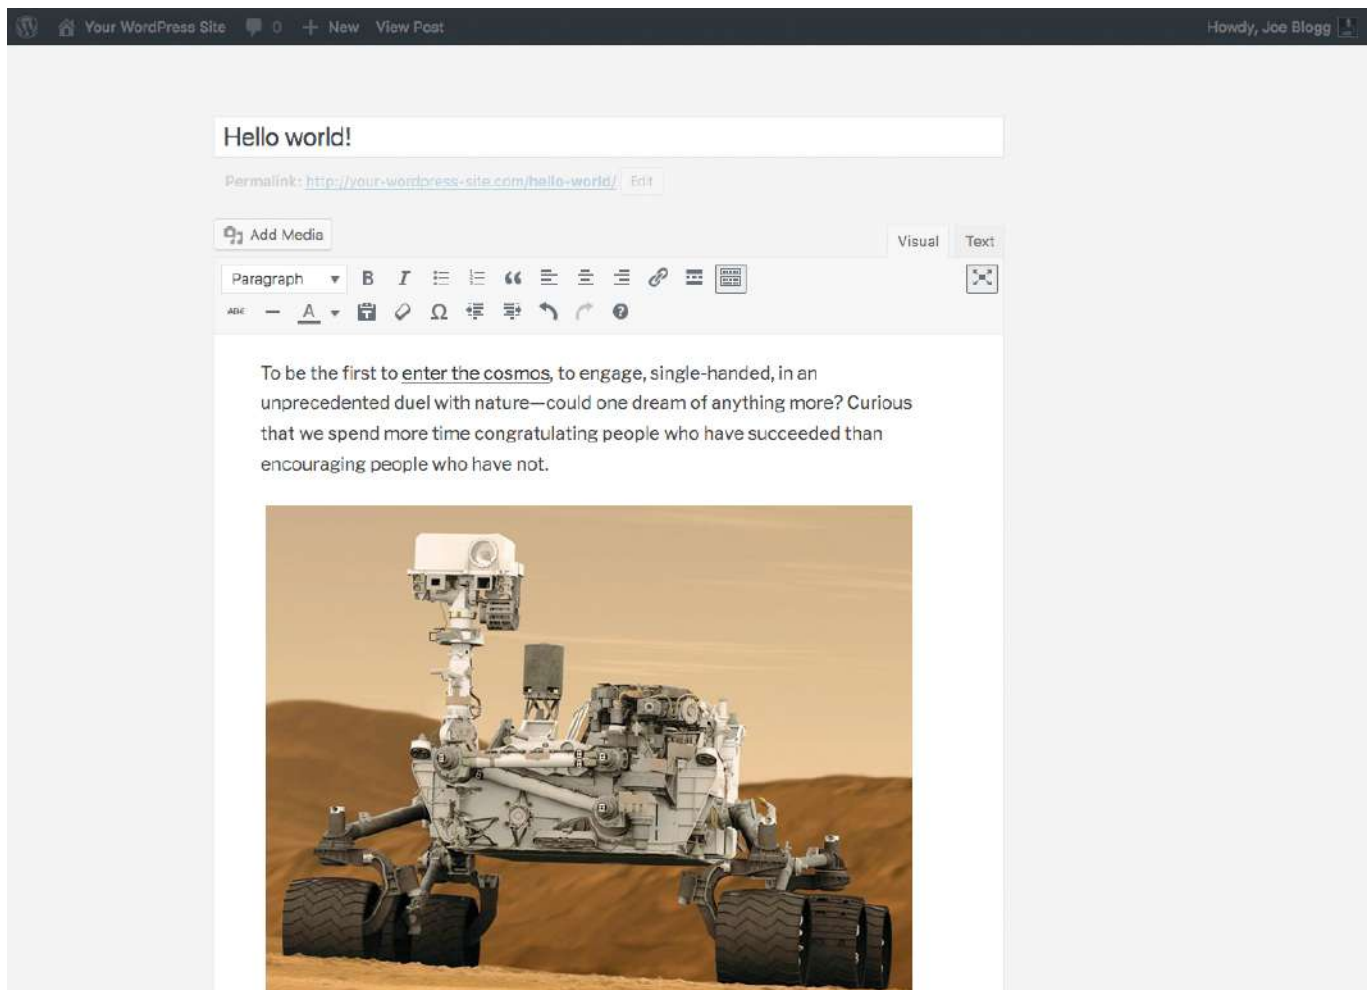 Your WordPress Site 0 New View Post Howdy, Joe Blogg
Hello world!
Permalink: http://your-wordpress-site.com/hello-world/ Edit
Add Media
Visual Text
Paragraph B I
ABC A Ω
To be the first to enter the cosmos, to engage, single-handed, in an
unprecedented duel with nature—could one dream of anything more? Curious
that we spend more time congratulating people who have succeeded than
encouraging people who have not.